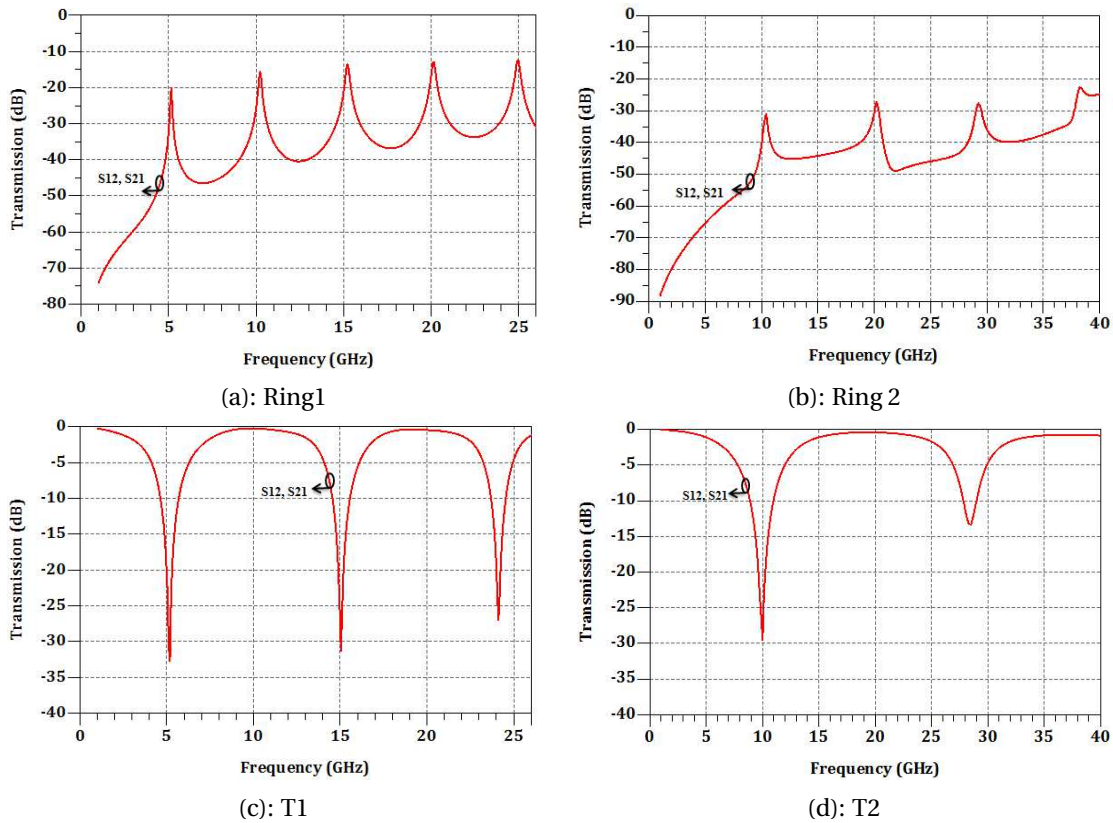 0
-10
-20
-30
-40
-50
-60
-70
-80
Transmission (dB)
S12, S21
0 5 10 15 20 25
Frequency (GHz)
(a): Ring1
0
-10
-20
-30
-40
-50
-60
-70
-80
-90
Transmission (dB)
S12, S21
0 5 10 15 20 25 30 35 40
Frequency (GHz)
(b): Ring 2
0
-5
-10
-15
-20
-25
-30
-35
-40
Transmission (dB)
S12, S21
0 5 10 15 20 25
Frequency (GHz)
(c): T1
0
-5
-10
-15
-20
-25
-30
-35
-40
Transmission (dB)
S12, S21
0 5 10 15 20 25 30 35 40
Frequency (GHz)
(d): T2